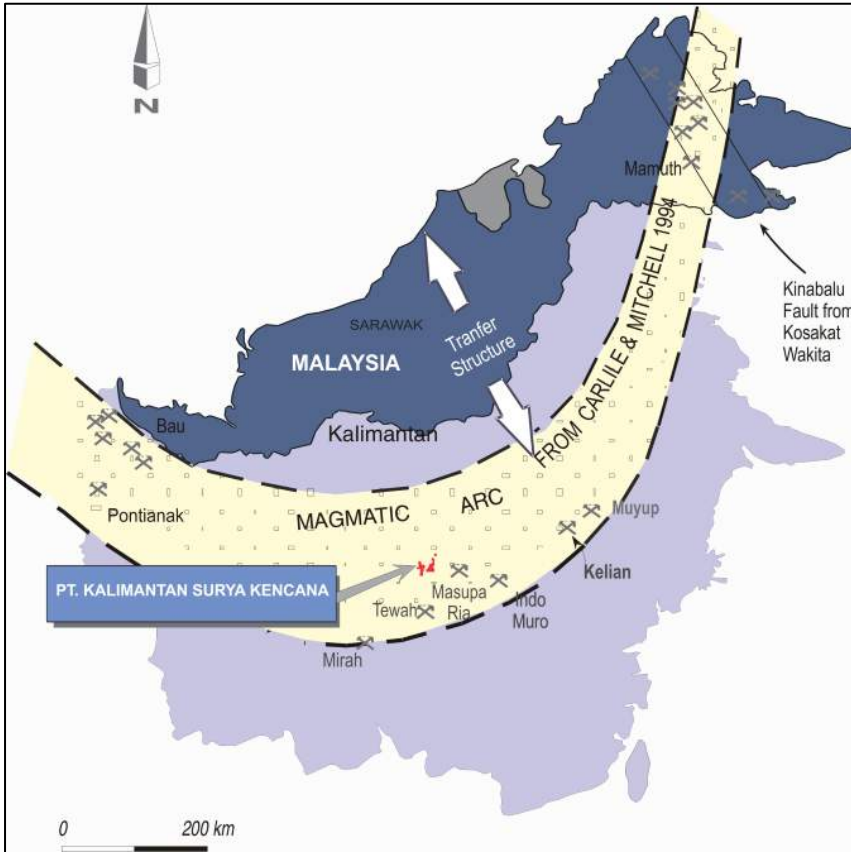 N
Mamuth
Kinabalu
Fault from
Kosakat
Wakita
SARAWAK
MALAYSIA
Tranfer
Structure
Kalimantan
Bau
Pontianak
MAGMATIC ARC FROM CARLILE & MITCHELL 1994
Muyup
Kelian
PT. KALIMANTAN SURYA KENCANA
Masupa
Ria
Indo
Muro
Tewah
Mirah
0 200 km